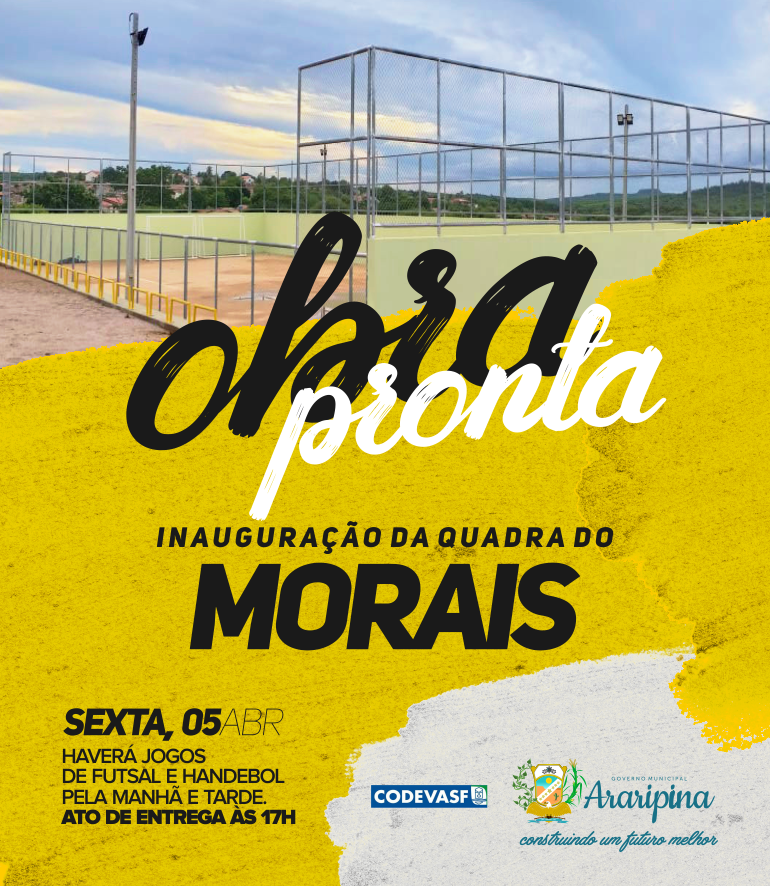 obra
pronta
INAUGURAÇÃO DA QUADRA DO
MORAIS
SEXTA, 05ABR
HAVERÁ JOGOS
DE FUTSAL E HANDEBOL
PELA MANHÃ E TARDE.
ATO DE ENTREGA ÀS 17H
CODEVASF
GOVERNO MUNICIPAL
Araripina
construindo um futuro melhor